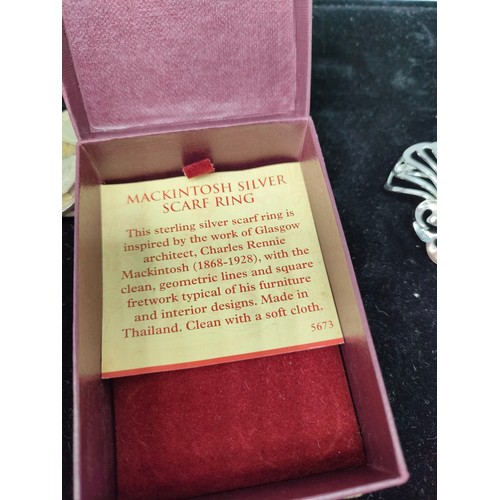 MACKINTOSH SILVER
SCARF RING
This sterling silver scarf ring is
inspired by the work of Glasgow
architect, Charles Rennie
Mackintosh (1868-1928), with the
clean, geometric lines and square
fretwork typical of his furniture
and interior designs. Made in
Thailand. Clean with a soft cloth.
5673